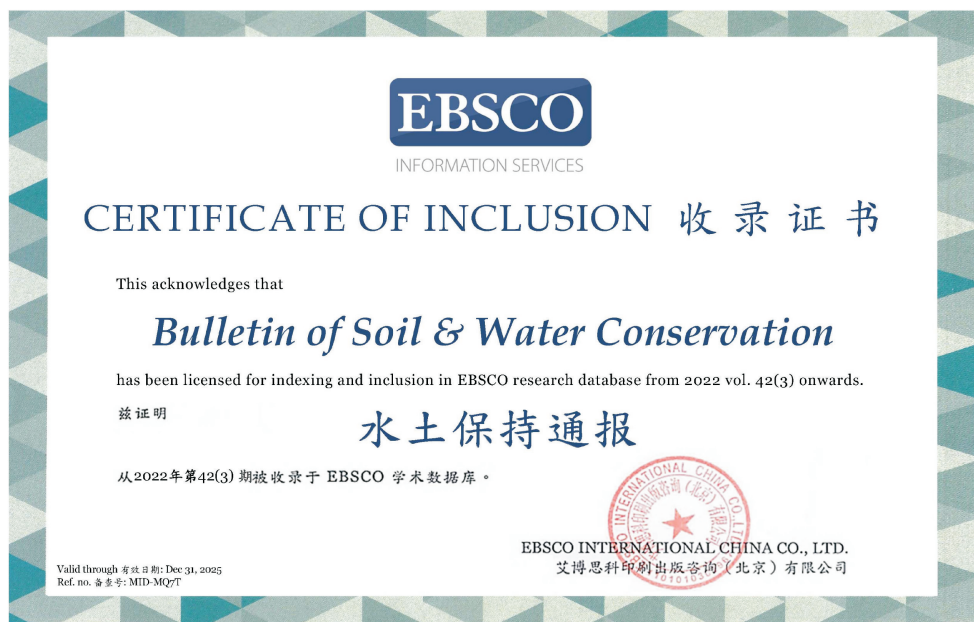 EBSCO
INFORMATION SERVICES
CERTIFICATE OF INCLUSION 收录证书
This acknowledges that
Bulletin of Soil & Water Conservation
has been licensed for indexing and inclusion in EBSCO research database from 2022 vol. 42(3) onwards.
兹证明
水土保持通报
从2022年第42(3) 期被收录于 EBSCO 学术数据库。
INTERNATIONAL CHINA CO.,LTD.
EBSCO INTERNATIONAL CHINA CO., LTD.
艾博思科印刷出版咨询（北京）有限公司
Valid through 有效日期: Dec 31, 2025
Ref. no. 备查号: MID-MQ7T